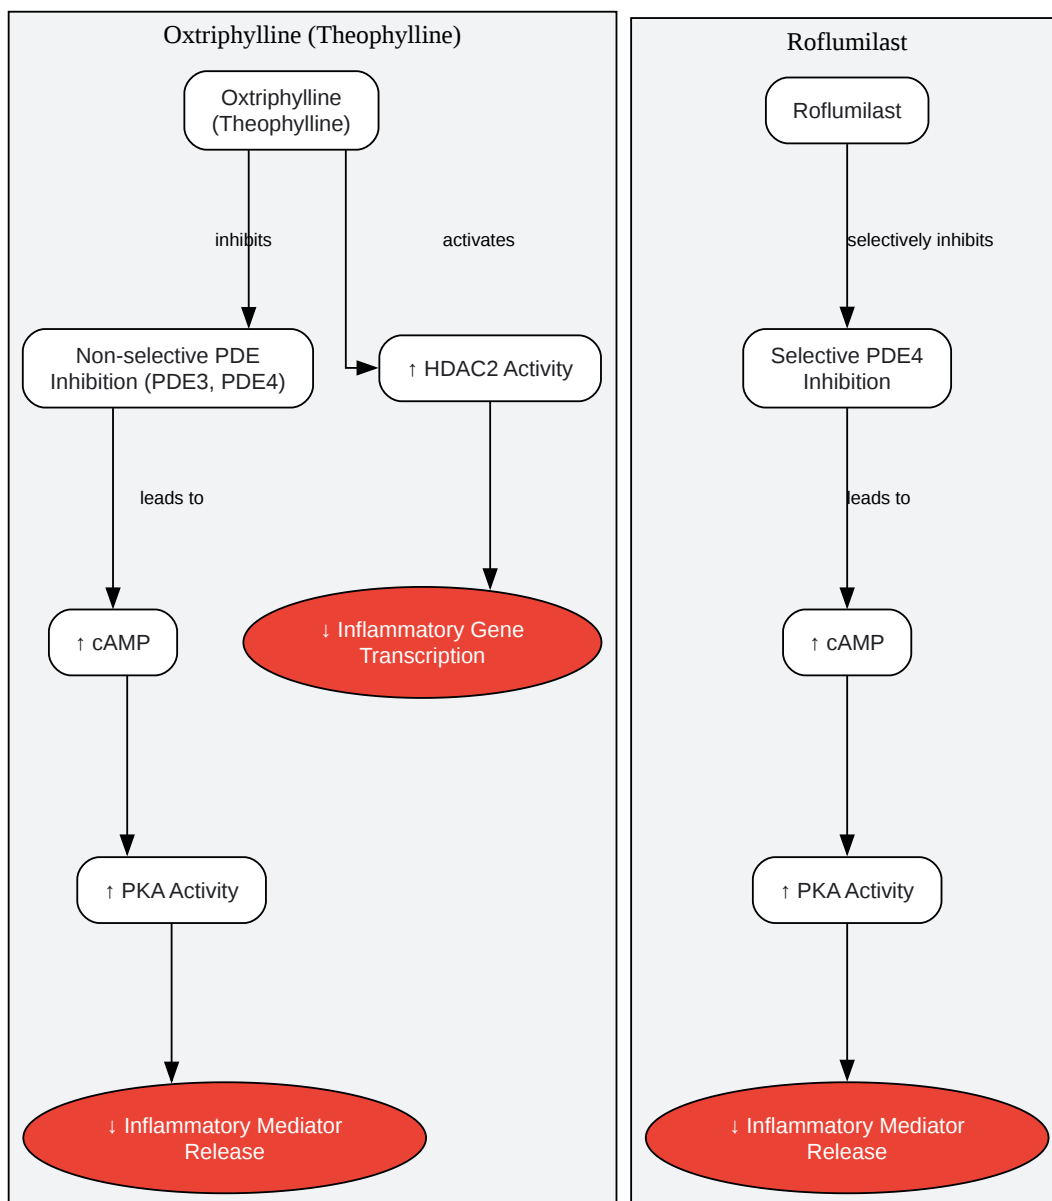 Oxtriphylline (Theophylline)
Oxtriphylline
(Theophylline)
inhibits
activates
Non-selective PDE
Inhibition (PDE3, PDE4)
↑ HDAC2 Activity
leads to
↑ cAMP
↓ Inflammatory Gene
Transcription
↑ PKA Activity
↓ Inflammatory Mediator
Release
Roflumilast
Roflumilast
selectively inhibits
Selective PDE4
Inhibition
leads to
↑ cAMP
↑ PKA Activity
↓ Inflammatory Mediator
Release